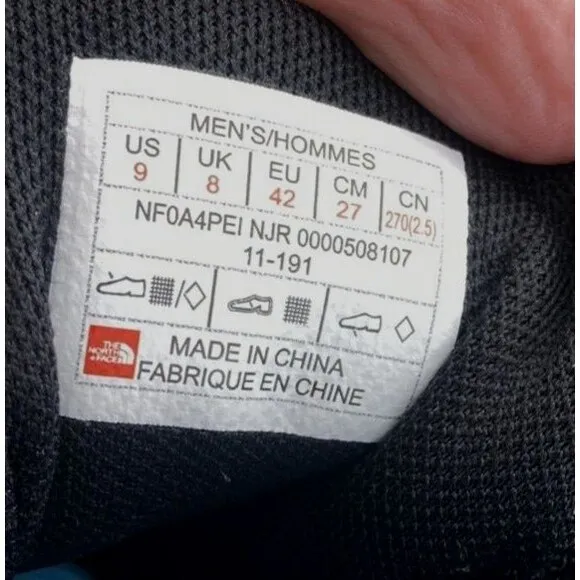 MEN'S/HOMMES
US UK EU CM CN
9 8 42 27 270(2.5)
NF0A4PEI NJR 0000508107
11-191
THE
NORTH
FACE
MADE IN CHINA
FABRIQUE EN CHINE